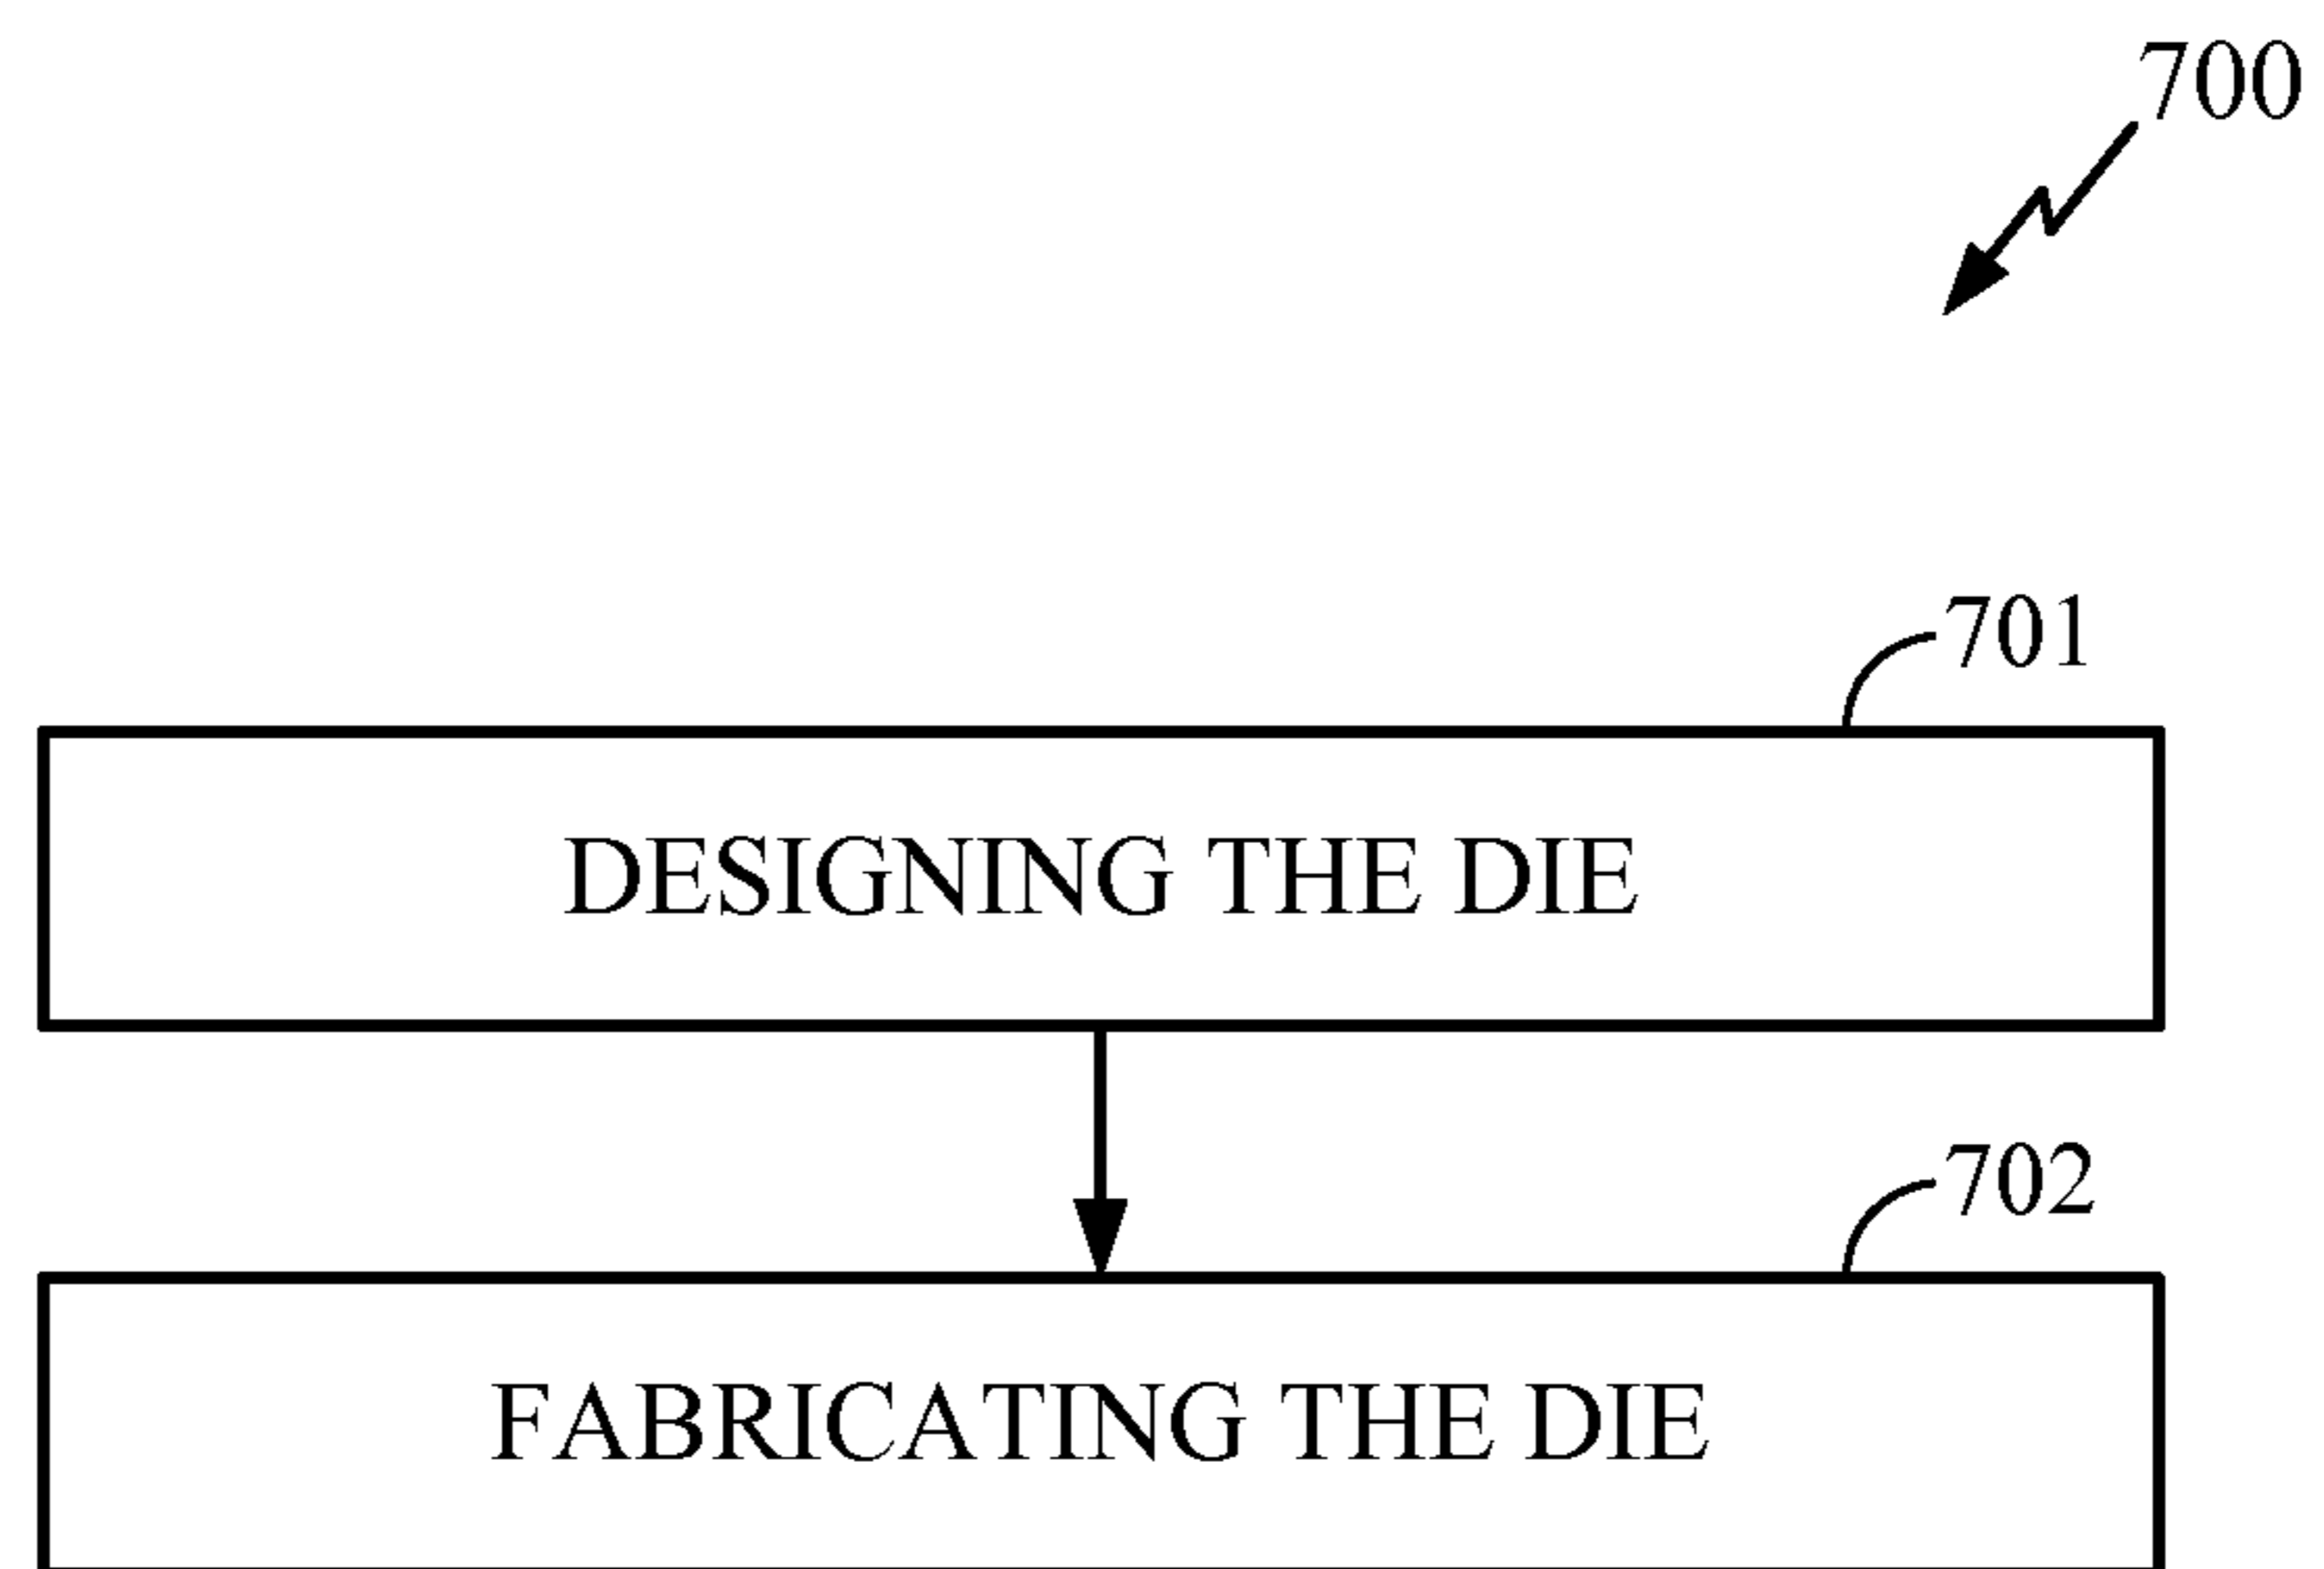 700
701
DESIGNING THE DIE
702
FABRICATING THE DIE